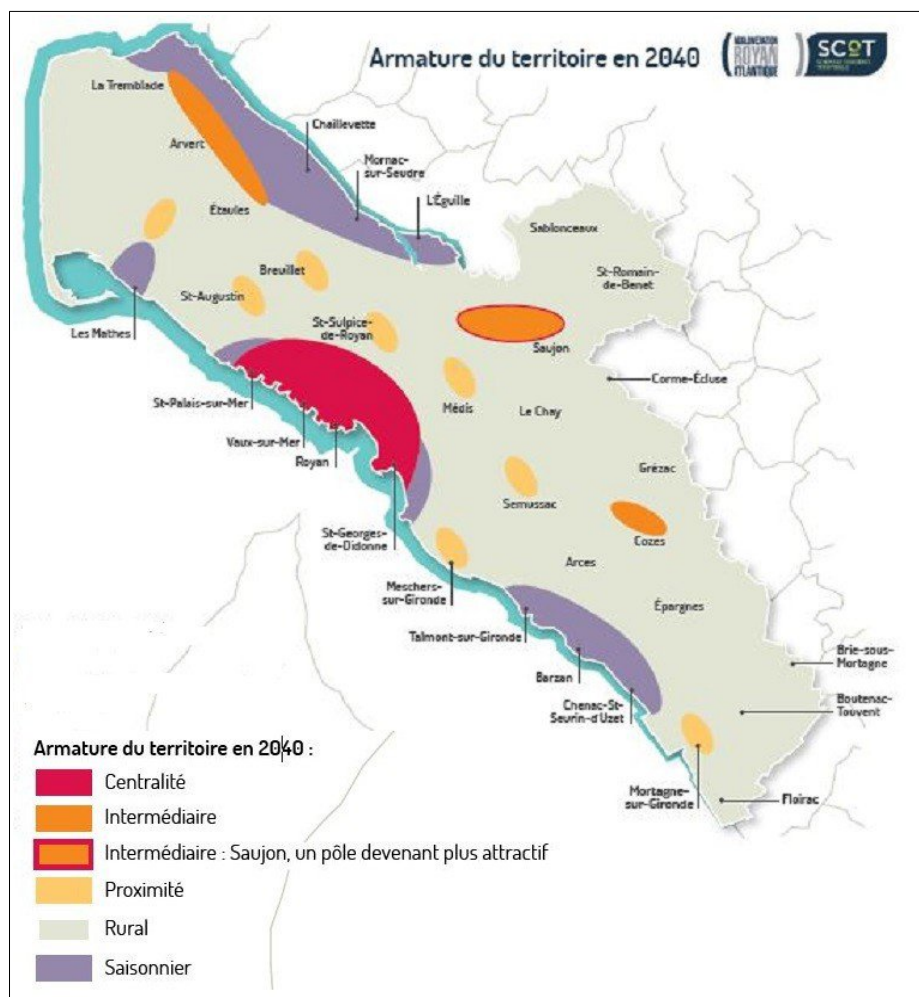 Armature du territoire en 2040
AGGLOMÉRATION
ROYAN
ATLANTIQUE
SCOT
La Tremblade
Chaillevette
Arvert
Mornac-
sur-Seudre
L'Éguille
Étaules
Sablonceaux
St-Romain-
de-Benet
Breuillet
St-Augustin
St-Sulpice-
de-Royan
Les Mathes
Saujon
Corme-Écluse
St-Palais-sur-Mer
Médis
Le Chay
Vaux-sur-Mer
Royan
Grézac
Semussac
St-Georges-
de-Didonne
Cozes
Arces
Meschers-
sur-Gironde
Épargnes
Talmont-sur-Gironde
Brie-sous-
Mortagne
Barzan
Boutenac-
Touvent
Chenac-St-
Seurin-d'Uzet
Mortagne-
sur-Gironde
Floirac
Armature du territoire en 2040 :
Centralité
Intermédiaire
Intermédiaire : Saujon, un pôle devenant plus attractif
Proximité
Rural
Saisonnier